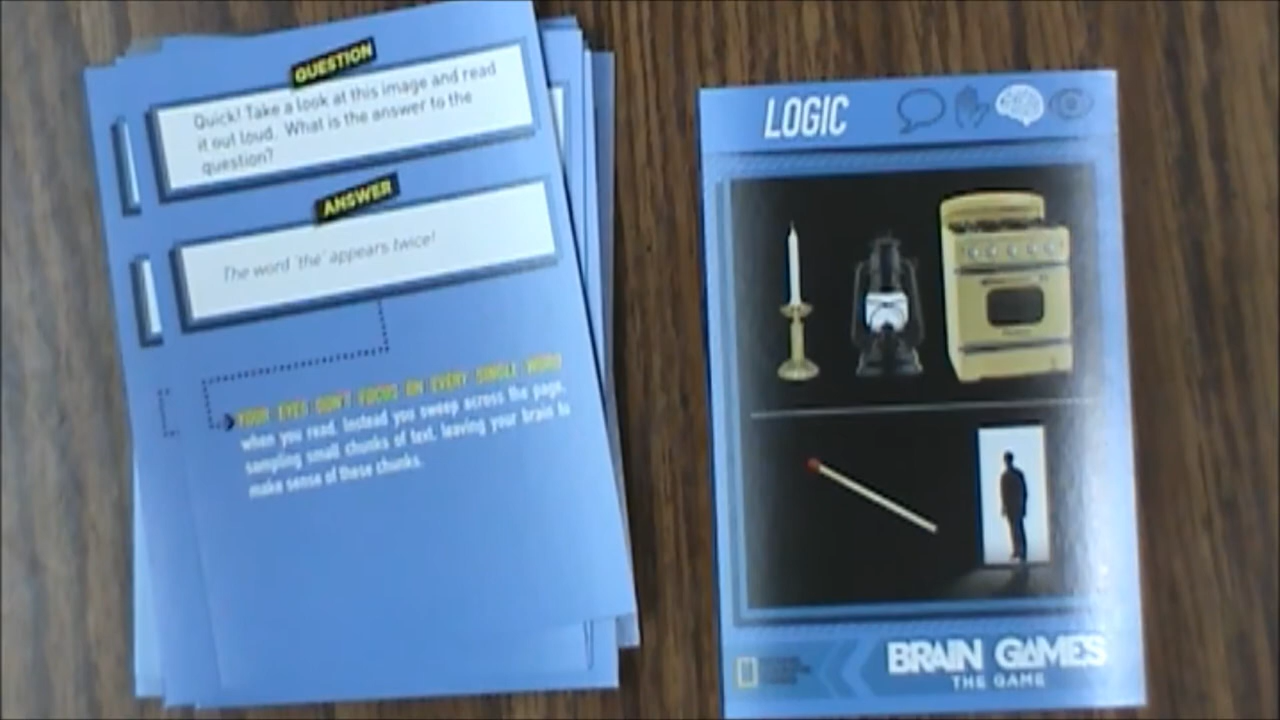 QUESTION
Quick! Take a look at this image and read
it out loud. What is the answer to the
question?
ANSWER
The word 'the' appears twice!
YOUR EYES DON'T FOCUS ON EVERY SINGLE WORD
when you read. Instead you sweep across the page,
sampling small chunks of text, leaving your brain to
make sense of these chunks.
LOGIC
BRAIN GAMES
THE GAME